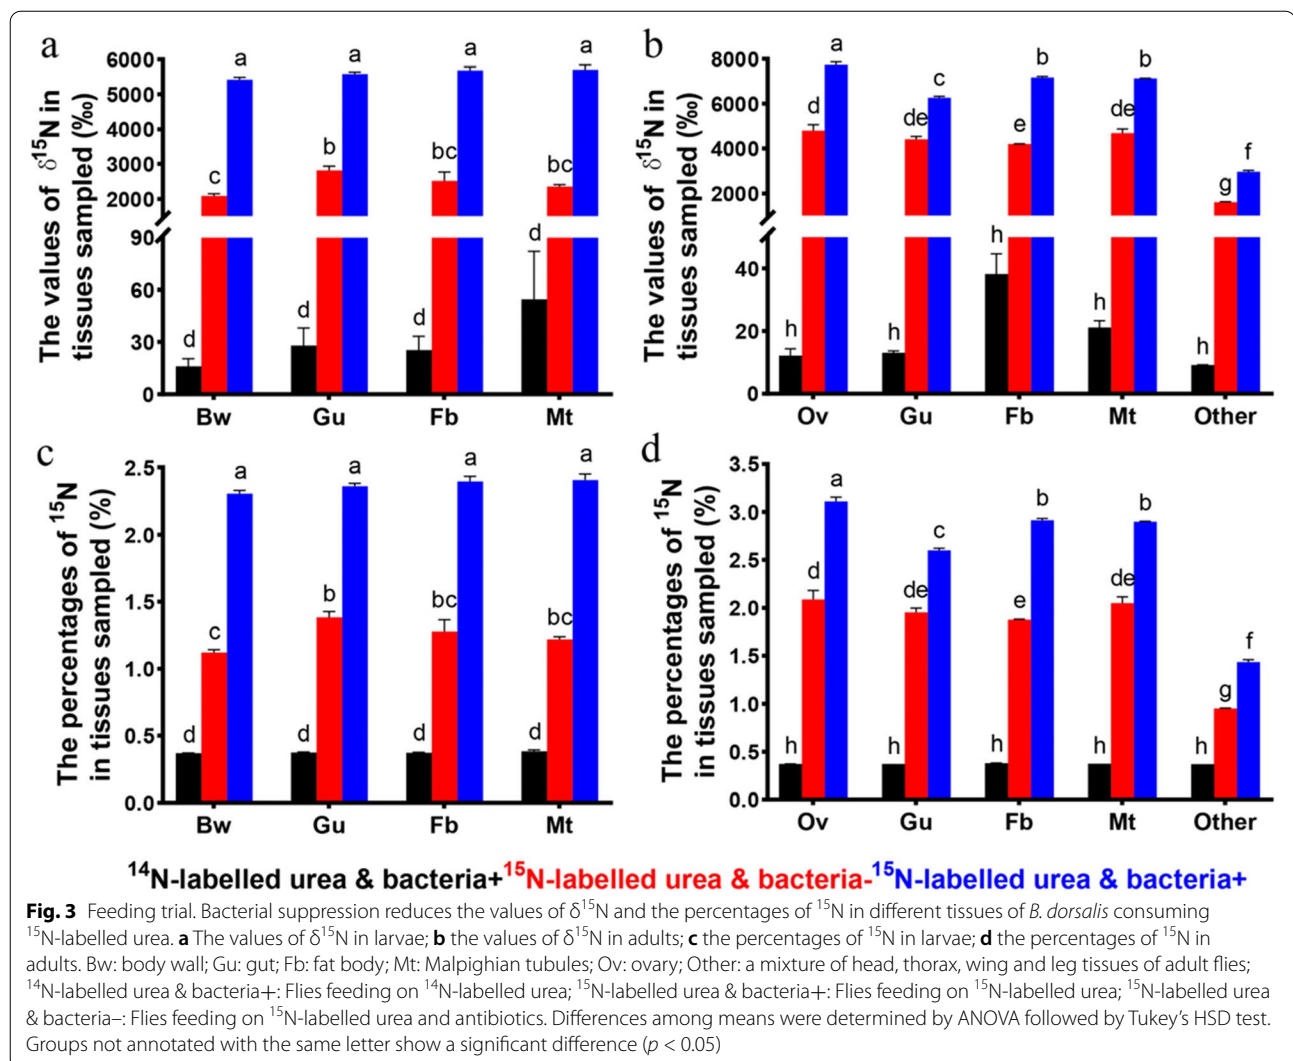 a
The values of δ¹⁵N in
tissues sampled (‰)
6000
5000
4000
3000
2000
90
60
30
0
a
a
a
a
c
b
bc
bc
d
d
d
d
Bw
Gu
Fb
Mt
b
The values of δ¹⁵N in
tissues sampled (‰)
8000
6000
4000
2000
40
20
0
a
c
b
b
f
d
de
e
de
g
h
h
h
h
h
Ov
Gu
Fb
Mt
Other
c
The percentages of ¹⁵N
in tissues sampled (%)
2.5
2.0
1.5
1.0
0.5
0.0
a
a
a
a
c
b
bc
bc
d
d
d
d
Bw
Gu
Fb
Mt
d
The percentages of ¹⁵N
in tissues sampled (%)
3.5
3.0
2.5
2.0
1.5
1.0
0.5
0.0
a
c
b
b
f
d
de
e
de
g
h
h
h
h
h
Ov
Gu
Fb
Mt
Other
¹⁴N-labelled urea & bacteria+¹⁵N-labelled urea & bacteria-¹⁵N-labelled urea & bacteria+
Fig. 3 Feeding trial. Bacterial suppression reduces the values of δ¹⁵N and the percentages of ¹⁵N in different tissues of B. dorsalis consuming
¹⁵N-labelled urea. a The values of δ¹⁵N in larvae; b the values of δ¹⁵N in adults; c the percentages of ¹⁵N in larvae; d the percentages of ¹⁵N in
adults. Bw: body wall; Gu: gut; Fb: fat body; Mt: Malpighian tubules; Ov: ovary; Other: a mixture of head, thorax, wing and leg tissues of adult flies;
¹⁴N-labelled urea & bacteria+: Flies feeding on ¹⁴N-labelled urea; ¹⁵N-labelled urea & bacteria+: Flies feeding on ¹⁵N-labelled urea; ¹⁵N-labelled urea
& bacteria–: Flies feeding on ¹⁵N-labelled urea and antibiotics. Differences among means were determined by ANOVA followed by Tukey's HSD test.
Groups not annotated with the same letter show a significant difference (p < 0.05)